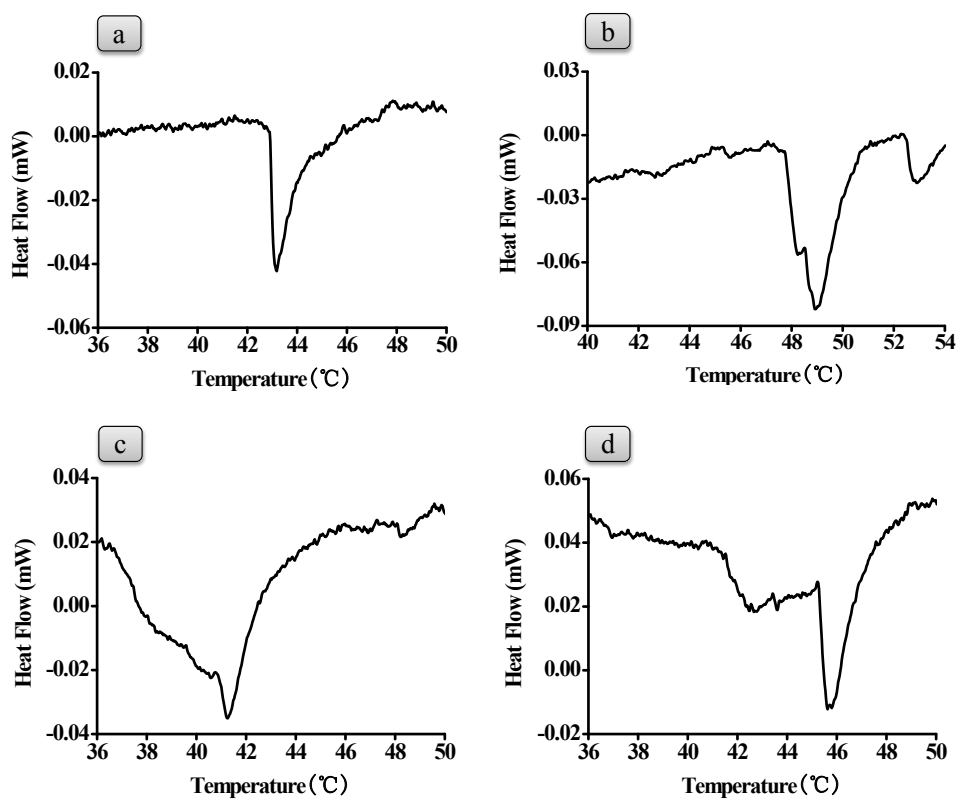 a
0.02
0.00
-0.02
-0.04
-0.06
Heat Flow (mW)
36 38 40 42 44 46 48 50
Temperature(℃)
b
0.03
0.00
-0.03
-0.06
-0.09
Heat Flow (mW)
40 42 44 46 48 50 52 54
Temperature(℃)
c
0.04
0.02
0.00
-0.02
-0.04
Heat Flow (mW)
36 38 40 42 44 46 48 50
Temperature(℃)
d
0.06
0.04
0.02
0.00
-0.02
Heat Flow (mW)
36 38 40 42 44 46 48 50
Temperature(℃)